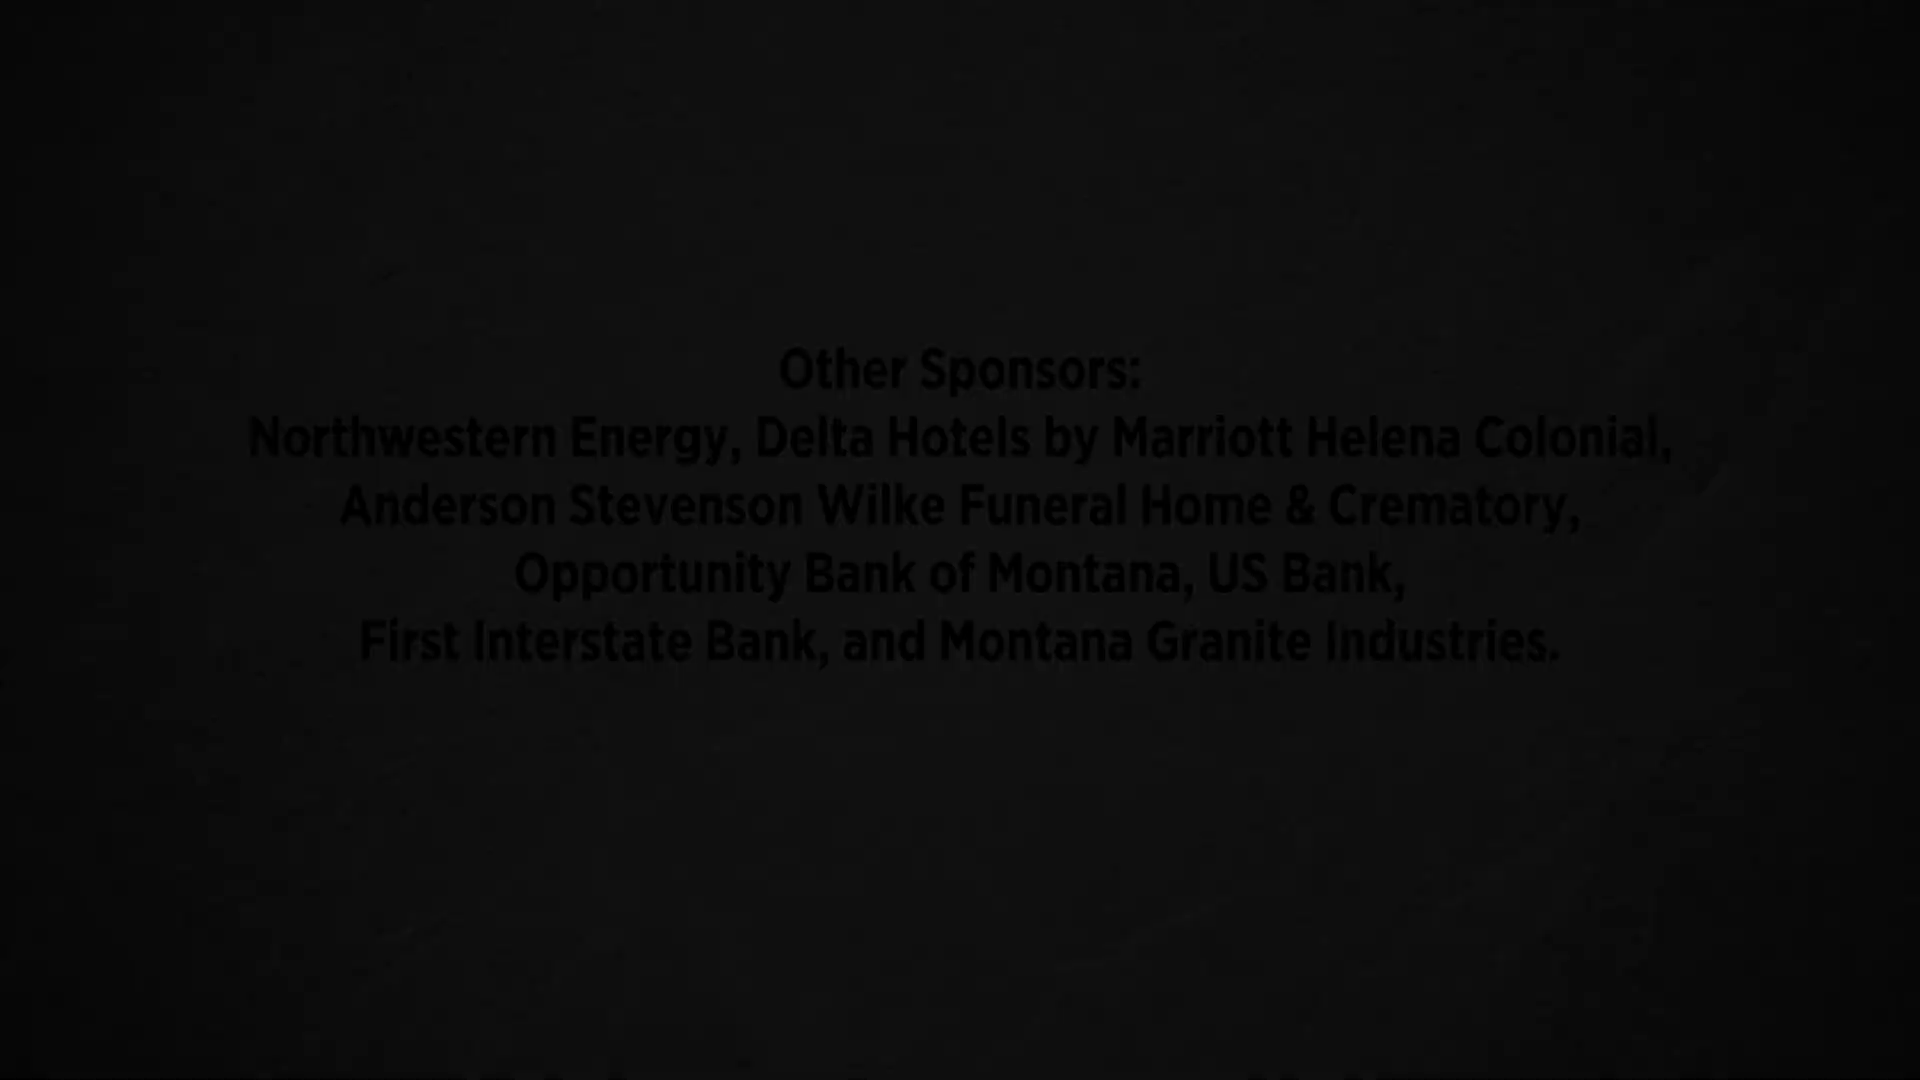 Other Sponsors:
Northwestern Energy, Delta Hotels by Marriott Helena Colonial,
Anderson Stevenson Wilke Funeral Home & Crematory,
Opportunity Bank of Montana, US Bank,
First Interstate Bank, and Montana Granite Industries.